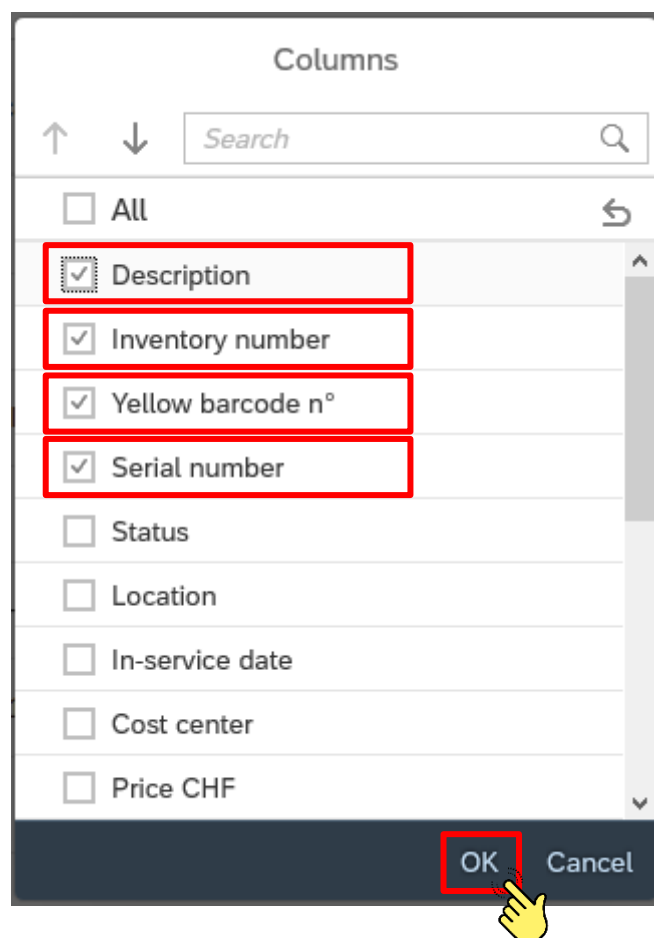 Columns
Search
All
Description
Inventory number
Yellow barcode n°
Serial number
Status
Location
In-service date
Cost center
Price CHF
OK Cancel